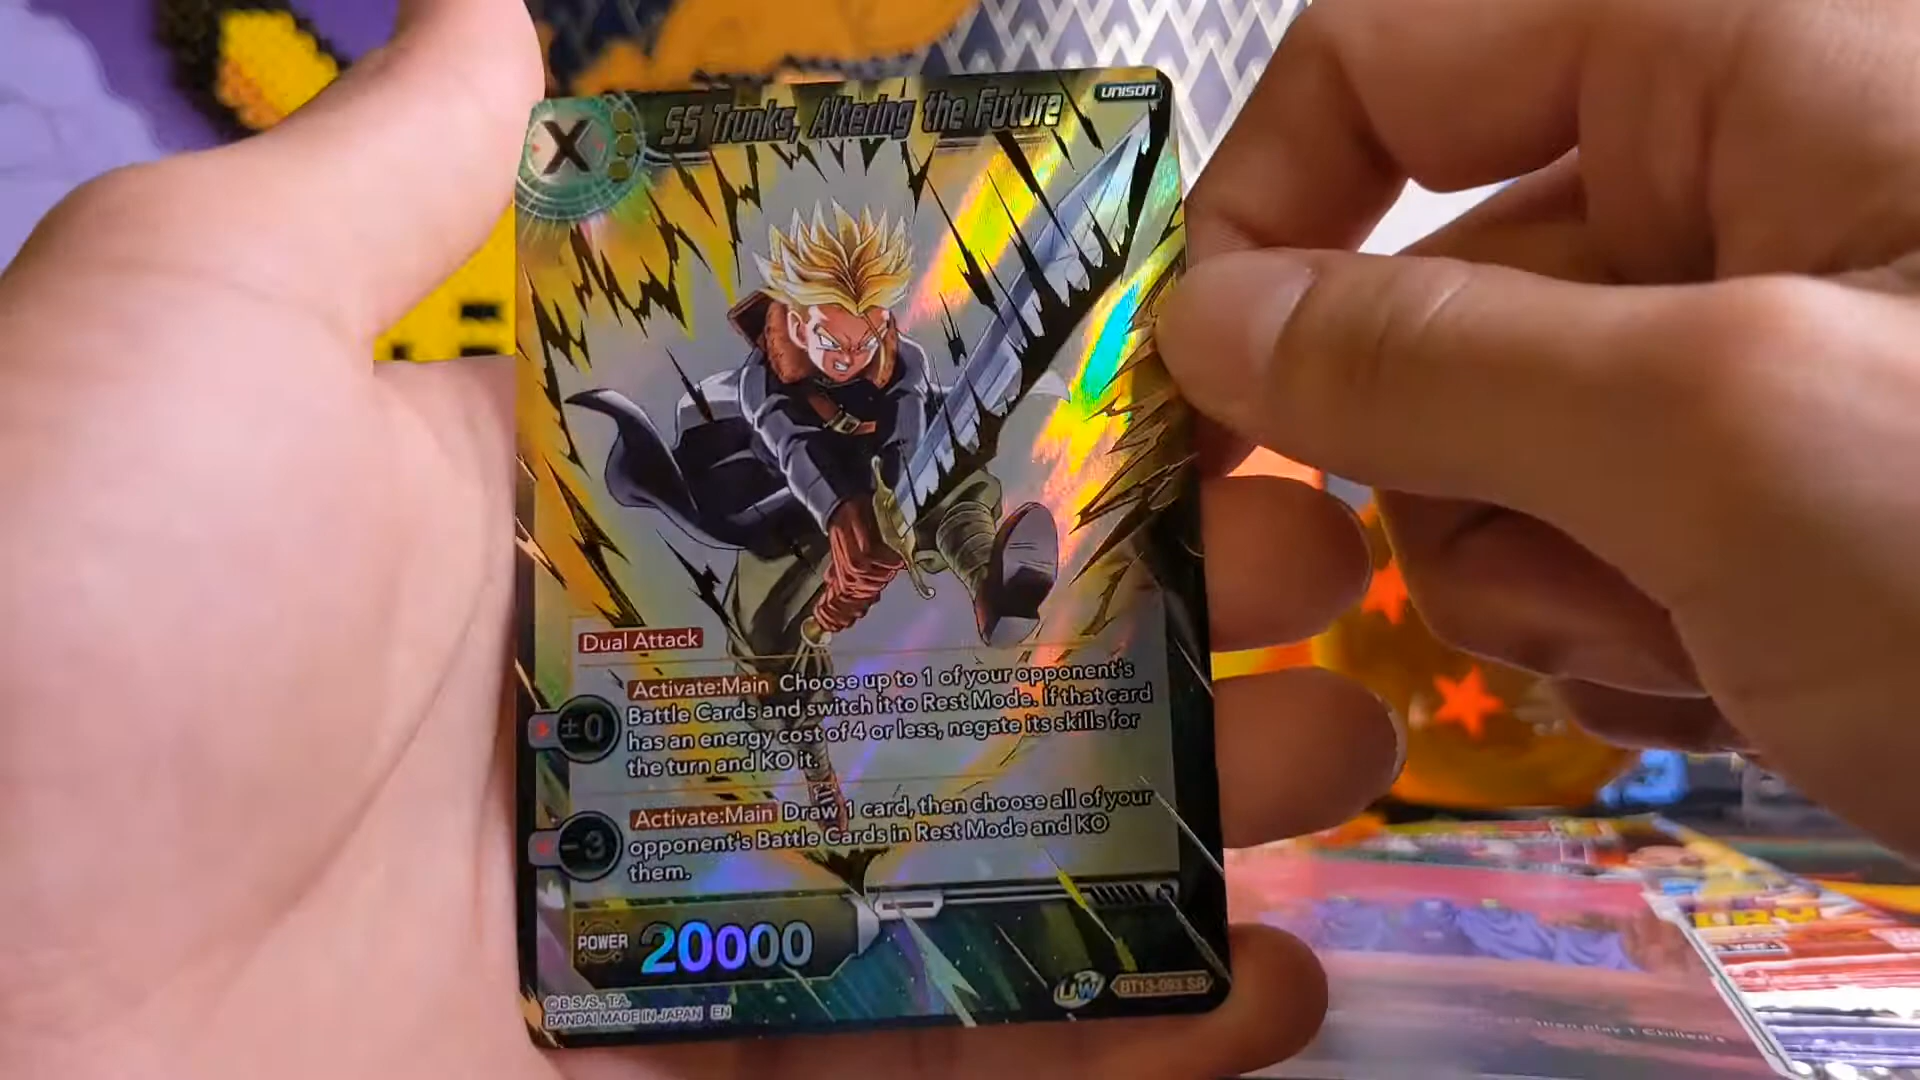 X
SS Trunks, Altering the Future
UNISON
Dual Attack
Activate:Main Choose up to 1 of your opponent's
Battle Cards and switch it to Rest Mode. If that card
has an energy cost of 4 or less, negate its skills for
the turn and KO it.
±0
Activate:Main Draw 1 card, then choose all of your
opponent's Battle Cards in Rest Mode and KO
them.
-3
POWER 20000
UW
BT13-093 SR
©B.S/S., T.A.
BANDAI MADE IN JAPAN EN